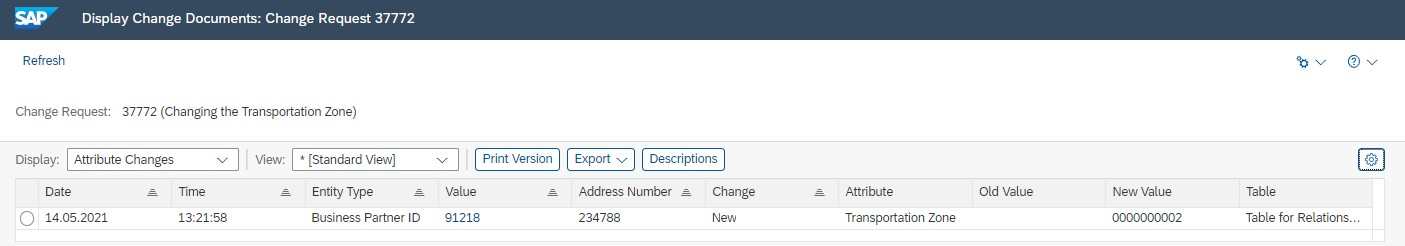 SAP Display Change Documents: Change Request 37772
Refresh
Change Request: 37772 (Changing the Transportation Zone)
Display: Attribute Changes View: * [Standard View] Print Version Export Descriptions
Date Time Entity Type Value Address Number Change Attribute Old Value New Value Table
14.05.2021 13:21:58 Business Partner ID 91218 234788 New Transportation Zone 0000000002 Table for Relations...